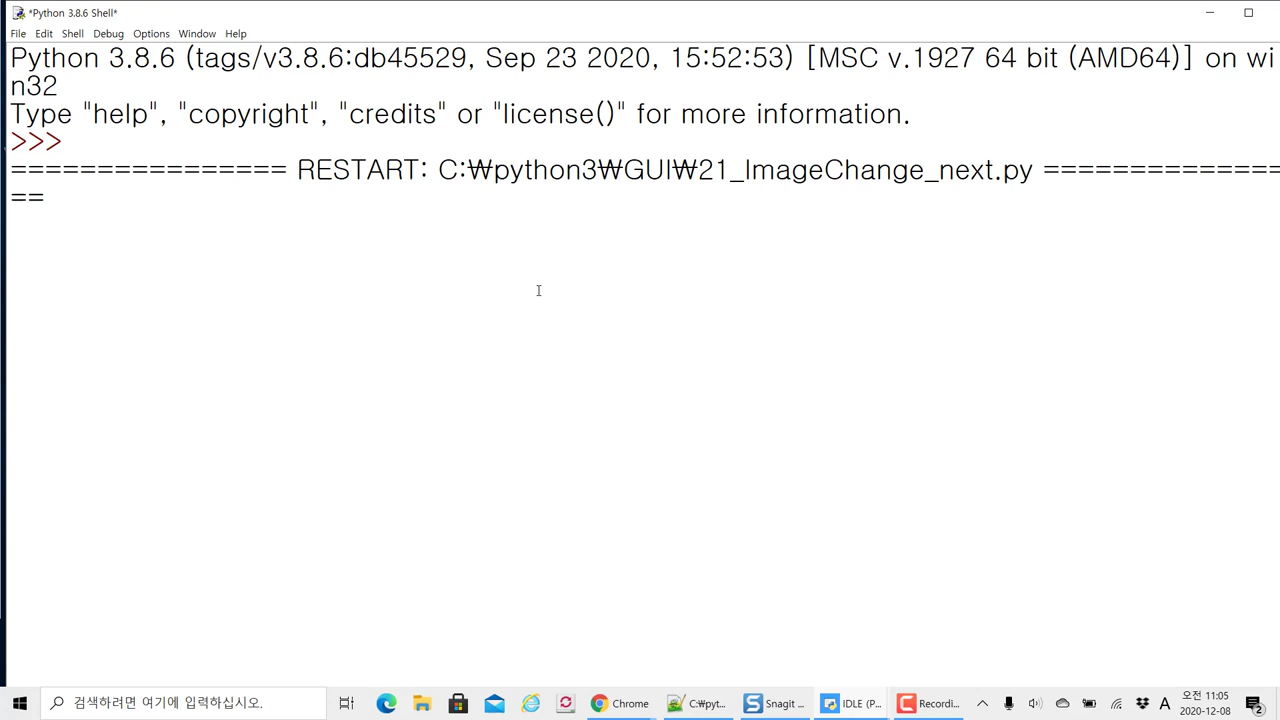 *Python 3.8.6 Shell*
File Edit Shell Debug Options Window Help
Python 3.8.6 (tags/v3.8.6:db45529, Sep 23 2020, 15:52:53) [MSC v.1927 64 bit (AMD64)] on wi
n32
Type "help", "copyright", "credits" or "license()" for more information.
>>>
================ RESTART: C:₩python3₩GUI₩21_ImageChange_next.py ==============
==
검색하려면 여기에 입력하십시오.
Chrome
C:₩pyt...
Snagit ...
IDLE (P...
Recordi...
A
오전 11:05
2020-12-08
2